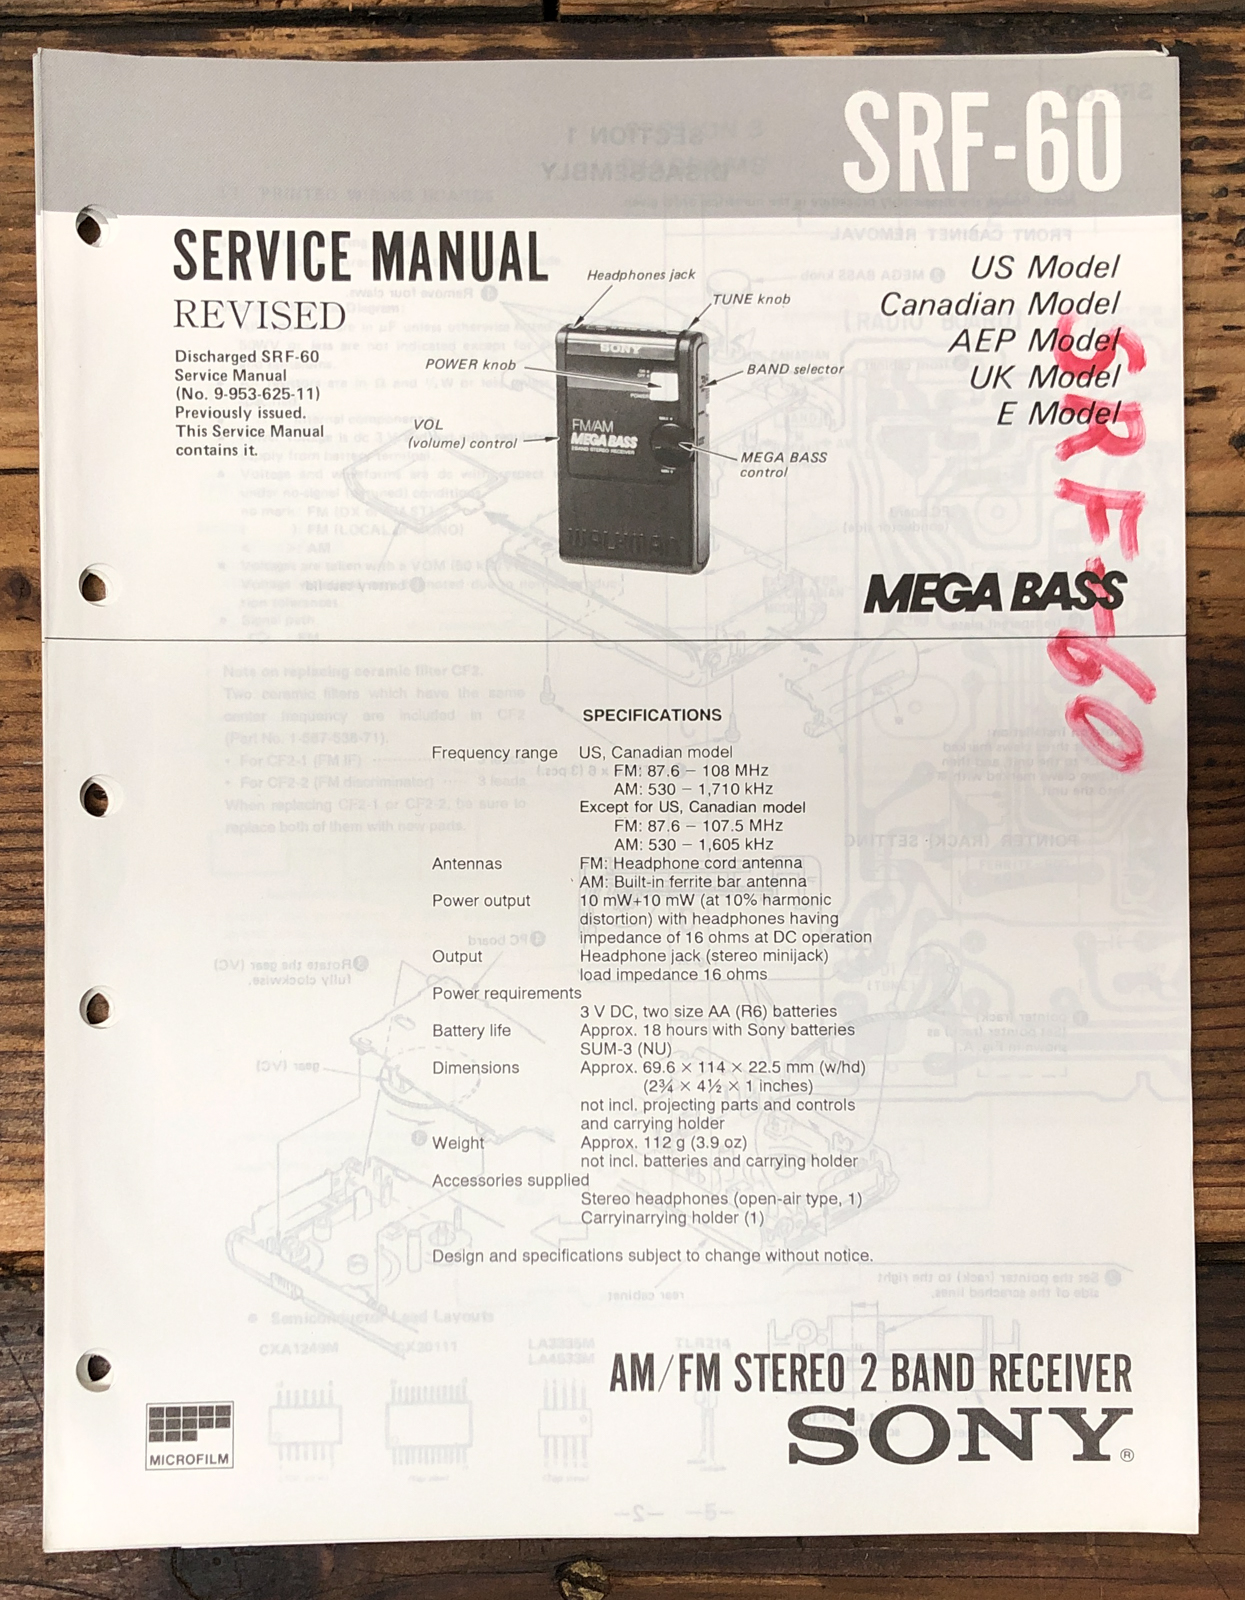 SRF-60
SERVICE MANUAL
REVISED
Discharged SRF-60
Service Manual
(No. 9-953-625-11)
Previously issued.
This Service Manual
contains it.
Headphones jack
TUNE knob
POWER knob
BAND selector
VOL
(volume) control
MEGA BASS
control
SONY
FM/AM
MEGA BASS
WALKMAN
US Model
Canadian Model
AEP Model
UK Model
E Model
SRF-60
MEGA BASS
SPECIFICATIONS
Frequency range US, Canadian model
FM: 87.6 – 108 MHz
AM: 530 – 1,710 kHz
Except for US, Canadian model
FM: 87.6 – 107.5 MHz
AM: 530 – 1,605 kHz
Antennas FM: Headphone cord antenna
AM: Built-in ferrite bar antenna
Power output 10 mW+10 mW (at 10% harmonic
distortion) with headphones having
impedance of 16 ohms at DC operation
Output Headphone jack (stereo minijack)
load impedance 16 ohms
Power requirements
3 V DC, two size AA (R6) batteries
Battery life Approx. 18 hours with Sony batteries
SUM-3 (NU)
Dimensions Approx. 69.6 × 114 × 22.5 mm (w/hd)
(2¾ × 4½ × 1 inches)
not incl. projecting parts and controls
and carrying holder
Weight Approx. 112 g (3.9 oz)
not incl. batteries and carrying holder
Accessories supplied
Stereo headphones (open-air type, 1)
Carryinarrying holder (1)
Design and specifications subject to change without notice.
AM/FM STEREO 2 BAND RECEIVER
SONY®
MICROFILM